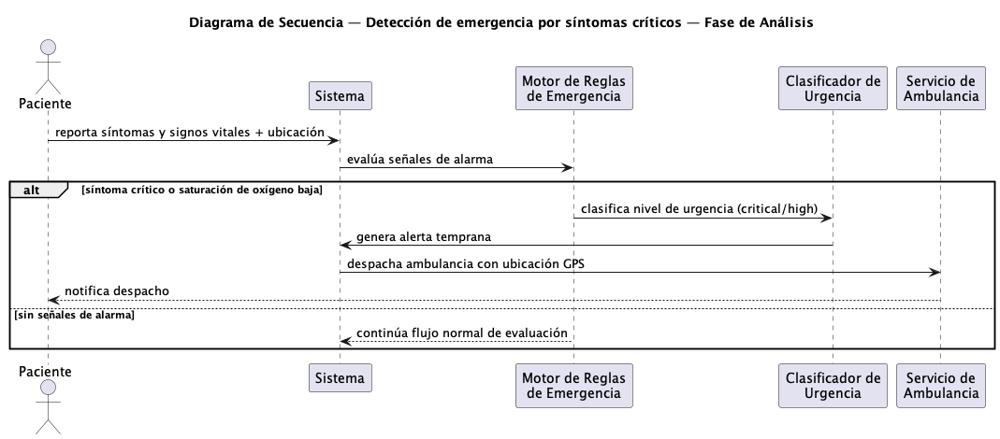 Diagrama de Secuencia — Detección de emergencia por síntomas críticos — Fase de Análisis
Paciente
Sistema
Motor de Reglas
de Emergencia
Clasificador de
Urgencia
Servicio de
Ambulancia
reporta síntomas y signos vitales + ubicación
evalúa señales de alarma
alt
[síntoma crítico o saturación de oxígeno baja]
clasifica nivel de urgencia (critical/high)
genera alerta temprana
despacha ambulancia con ubicación GPS
notifica despacho
[sin señales de alarma]
continúa flujo normal de evaluación
Paciente
Sistema
Motor de Reglas
de Emergencia
Clasificador de
Urgencia
Servicio de
Ambulancia